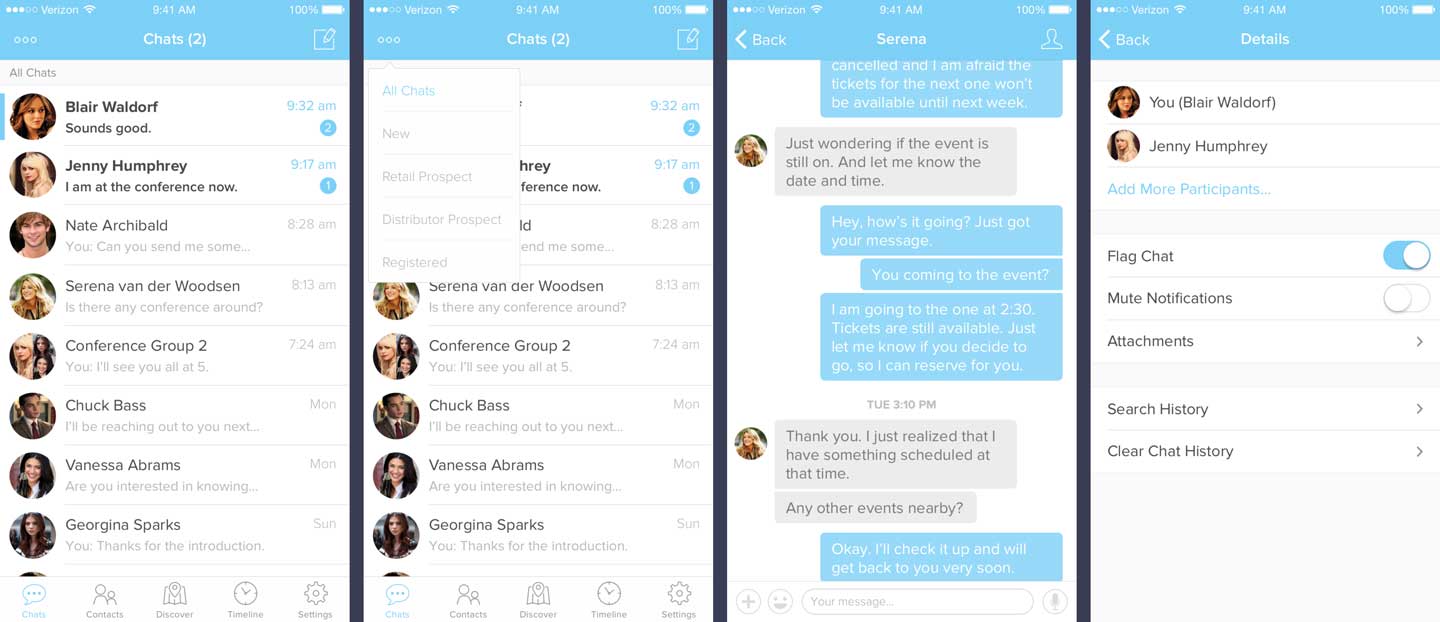 Verizon 9:41 AM 100%
Chats (2)
All Chats
Blair Waldorf 9:32 am
Sounds good. 2
Jenny Humphrey 9:17 am
I am at the conference now. 1
Nate Archibald 8:28 am
You: Can you send me some...
Serena van der Woodsen 8:13 am
Is there any conference around?
Conference Group 2 7:24 am
You: I'll see you all at 5.
Chuck Bass Mon
I'll be reaching out to you next...
Vanessa Abrams Mon
Are you interested in knowing...
Georgina Sparks Sun
You: Thanks for the introduction.
Chats Contacts Discover Timeline Settings
Verizon 9:41 AM 100%
Chats (2)
All Chats
New
Retail Prospect
Distributor Prospect
Registered
9:32 am
2
hrey 9:17 am
ference now. 1
ld 8:28 am
end me some...
Serena van der Woodsen 8:13 am
Is there any conference around?
Conference Group 2 7:24 am
You: I'll see you all at 5.
Chuck Bass Mon
I'll be reaching out to you next...
Vanessa Abrams Mon
Are you interested in knowing...
Georgina Sparks Sun
You: Thanks for the introduction.
Chats Contacts Discover Timeline Settings
Verizon 9:41 AM 100%
Back Serena
cancelled and I am afraid the
tickets for the next one won't
be available until next week.
Just wondering if the event is
still on. And let me know the
date and time.
Hey, how's it going? Just got
your message.
You coming to the event?
I am going to the one at 2:30.
Tickets are still available. Just
let me know if you decide to
go, so I can reserve for you.
TUE 3:10 PM
Thank you. I just realized that I
have something scheduled at
that time.
Any other events nearby?
Okay. I'll check it up and will
get back to you very soon.
Your message...
Verizon 9:41 AM 100%
Back Details
You (Blair Waldorf)
Jenny Humphrey
Add More Participants...
Flag Chat
Mute Notifications
Attachments
Search History
Clear Chat History